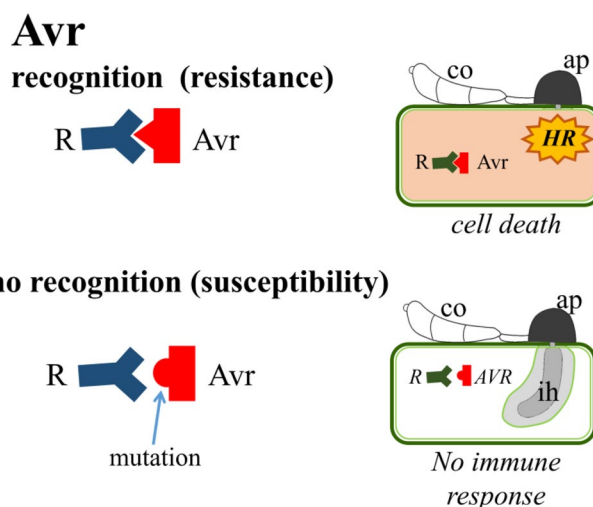 Avr
recognition (resistance)
R Avr
co ap
HR
R Avr
cell death
no recognition (susceptibility)
R Avr
mutation
co ap
R AVR
ih
No immune
response